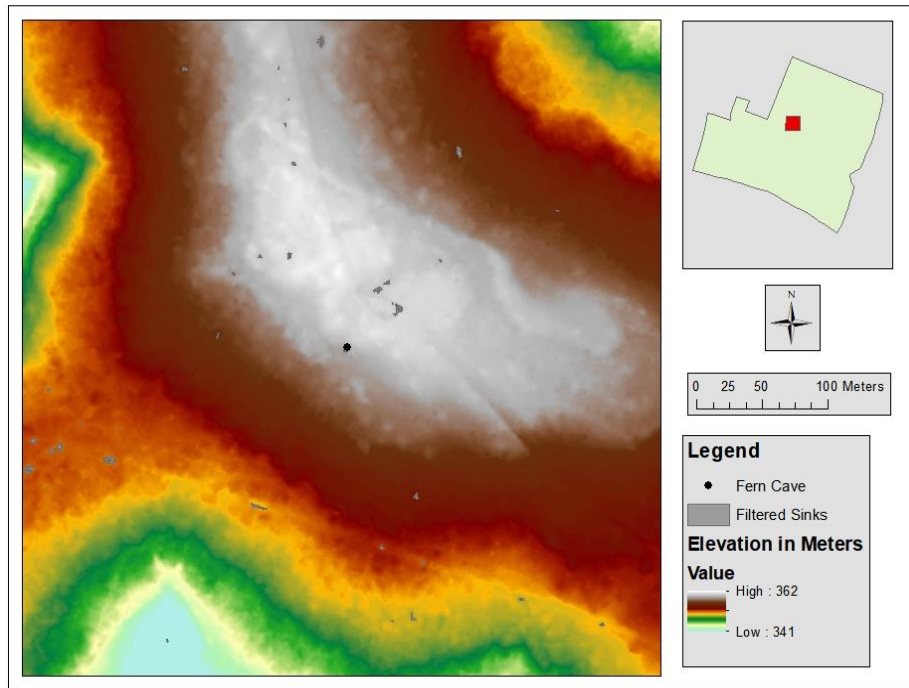 N
0 25 50 100 Meters
Legend
Fern Cave
Filtered Sinks
Elevation in Meters
Value
High : 362
Low : 341